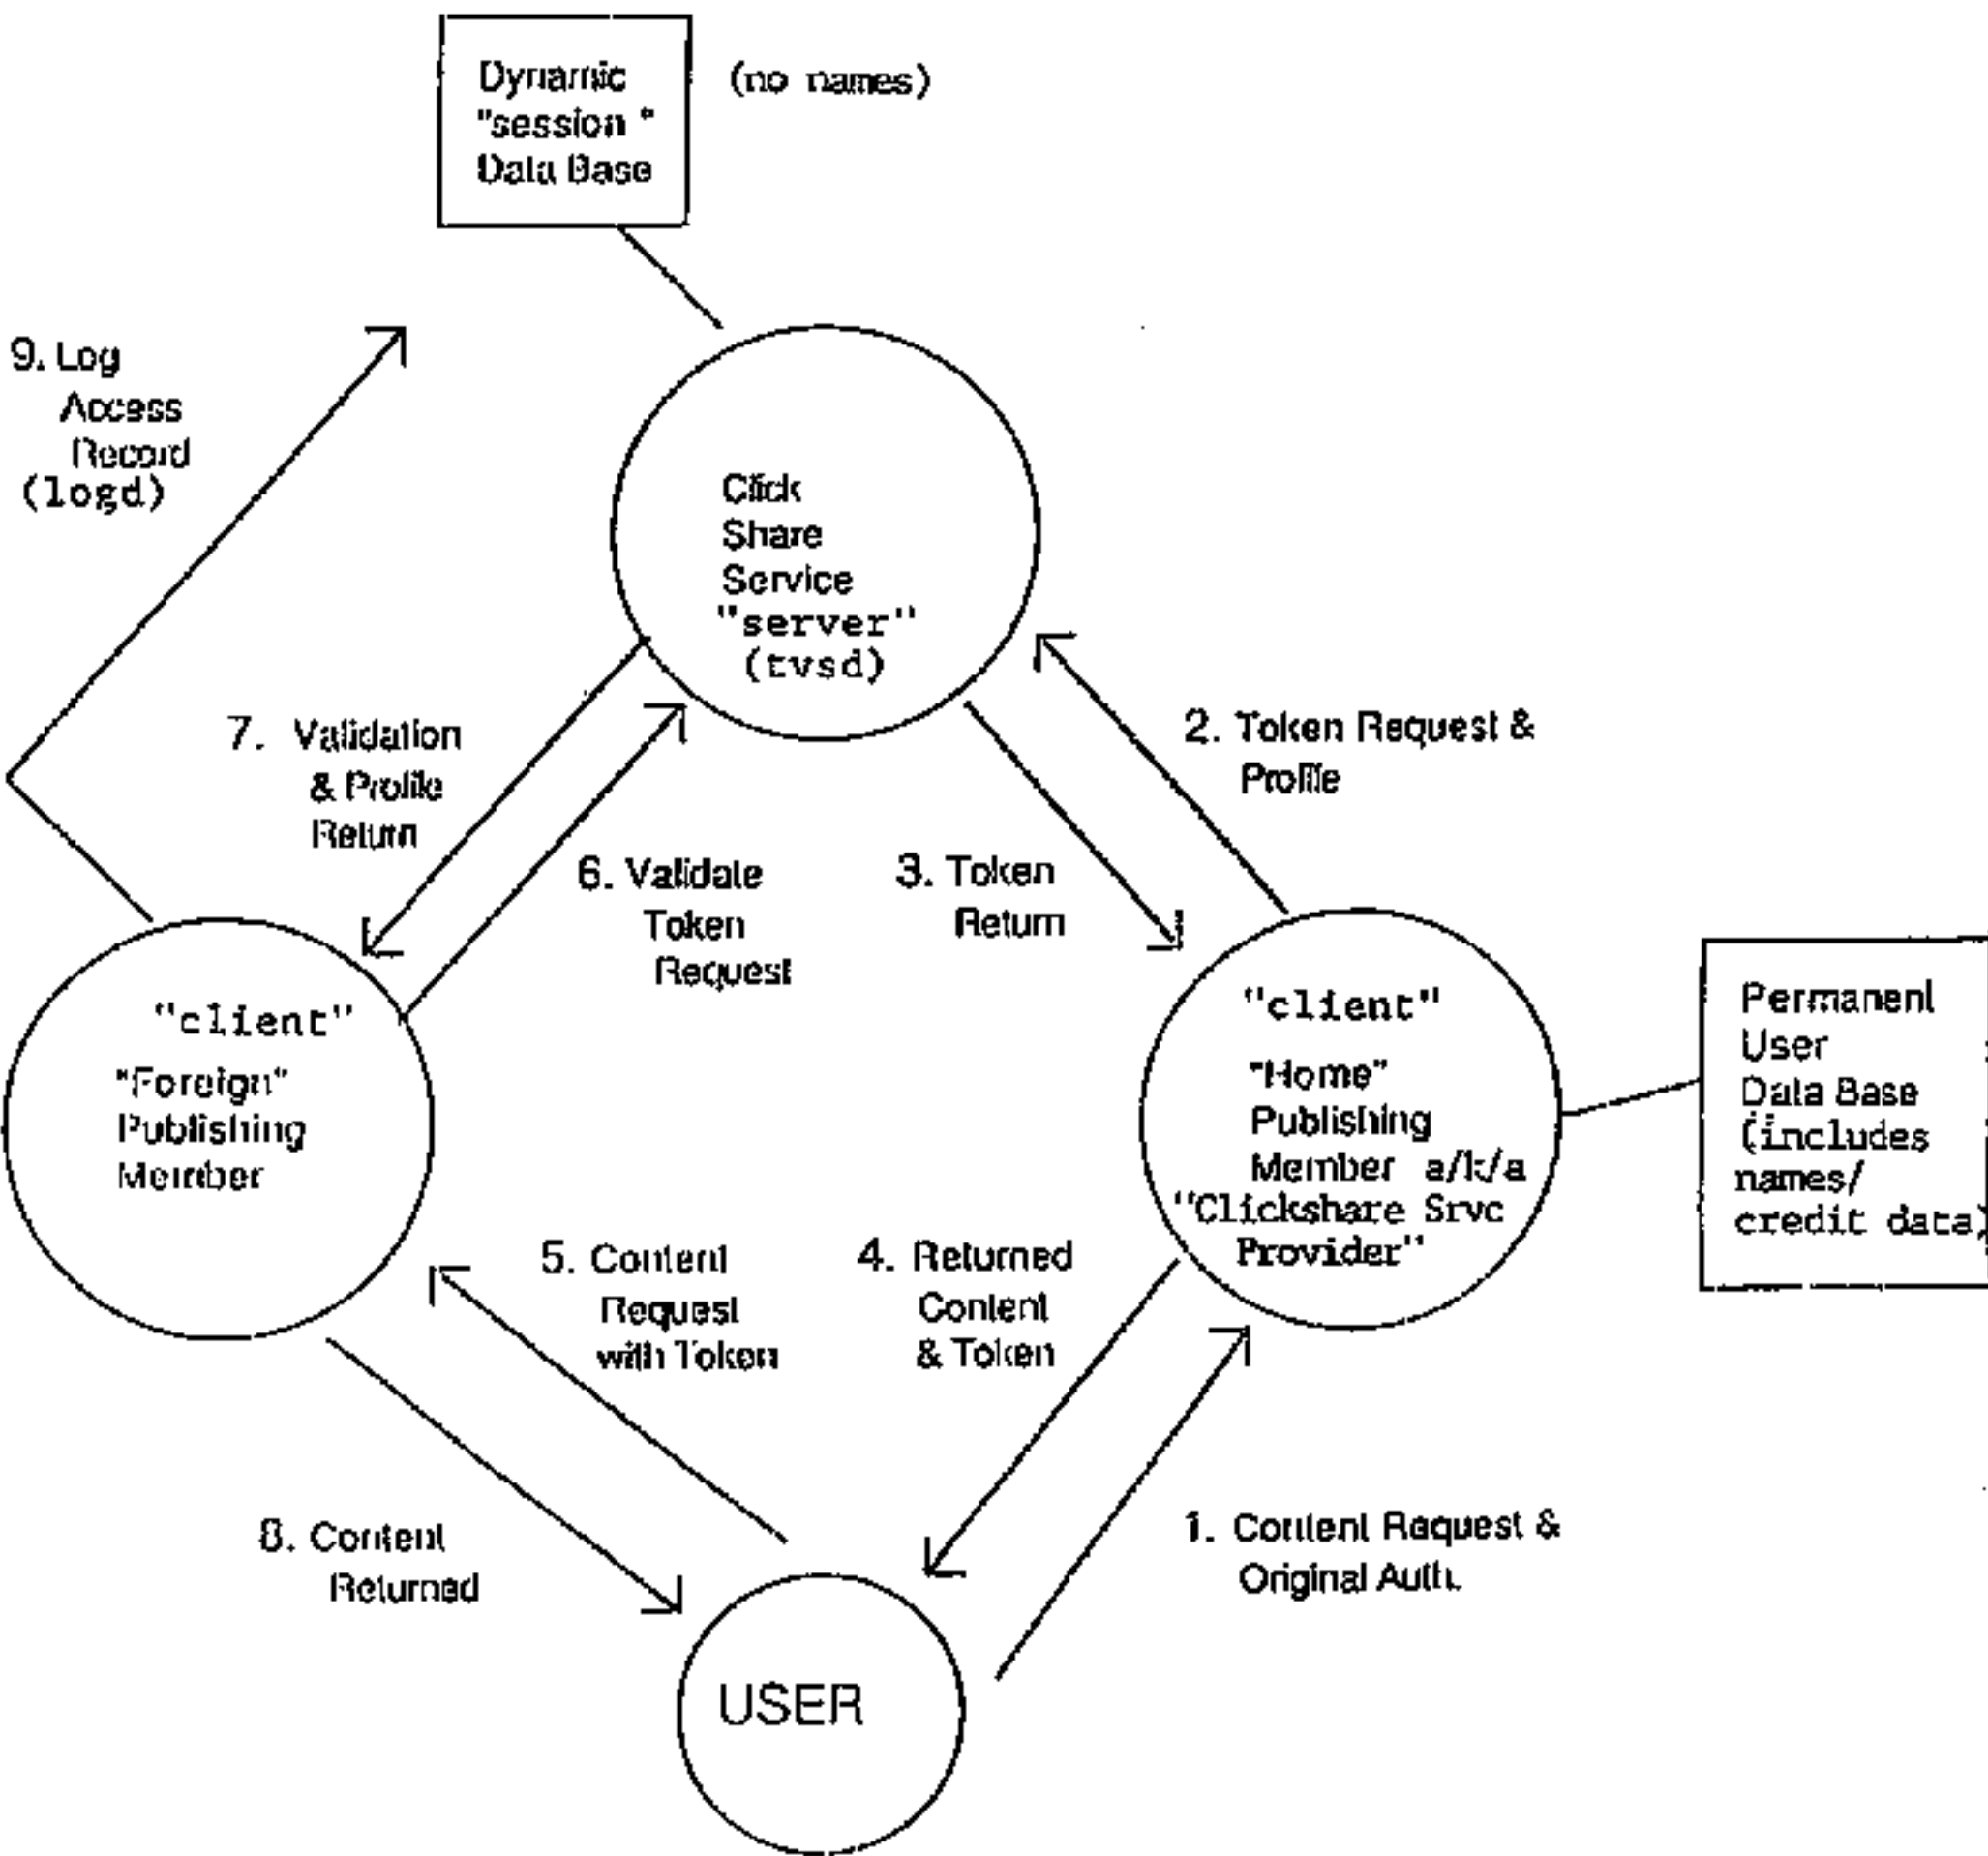 Dynamic
"session "
Data Base
(no names)
9. Log
Access
Record
(logd)
Click
Share
Service
"server"
(tvsd)
7. Validation
& Profile
Return
2. Token Request &
Profile
6. Validate
Token
Request
3. Token
Return
"client"
"Foreign"
Publishing
Member
"client"
"Home"
Publishing
Member a/k/a
"Clickshare Srvc
Provider"
Permanent
User
Data Base
(includes
names/
credit data)
5. Content
Request
with Token
4. Returned
Content
& Token
8. Content
Returned
1. Content Request &
Original Auth.
USER